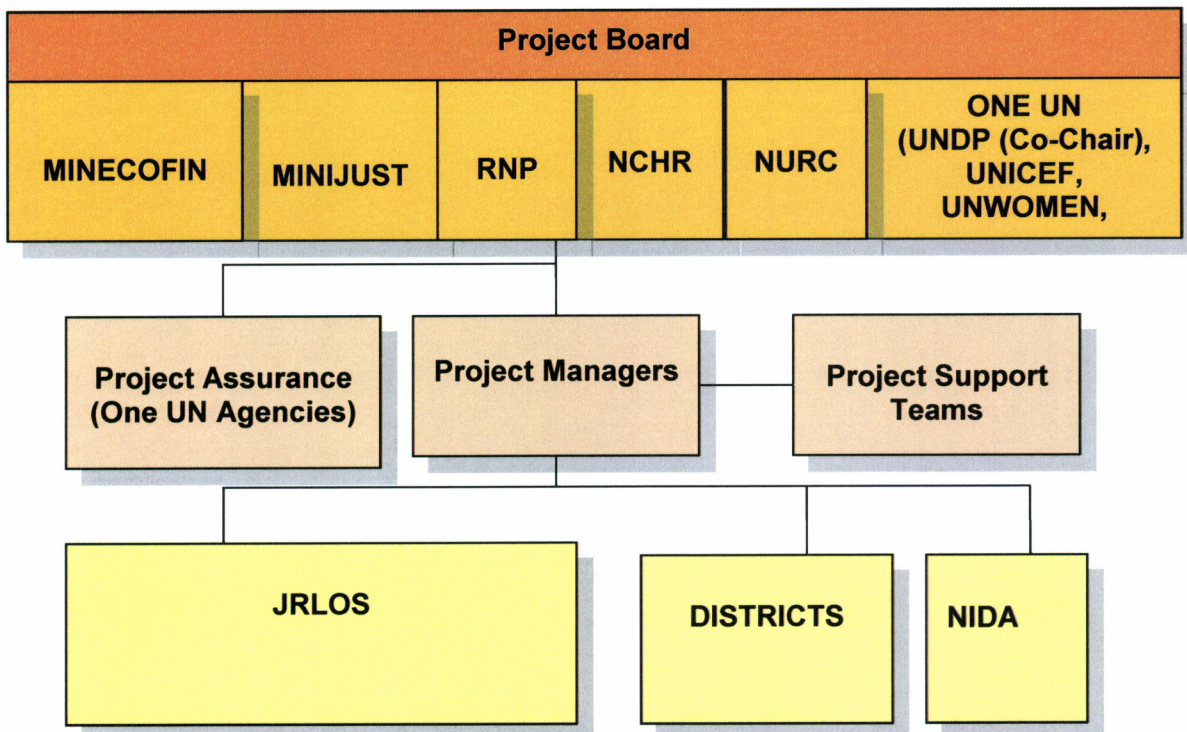 Project Board
MINECOFIN
MINIJUST
RNP
NCHR
NURC
ONE UN
(UNDP (Co-Chair),
UNICEF,
UNWOMEN,
Project Assurance
(One UN Agencies)
Project Managers
Project Support
Teams
JRLOS
DISTRICTS
NIDA